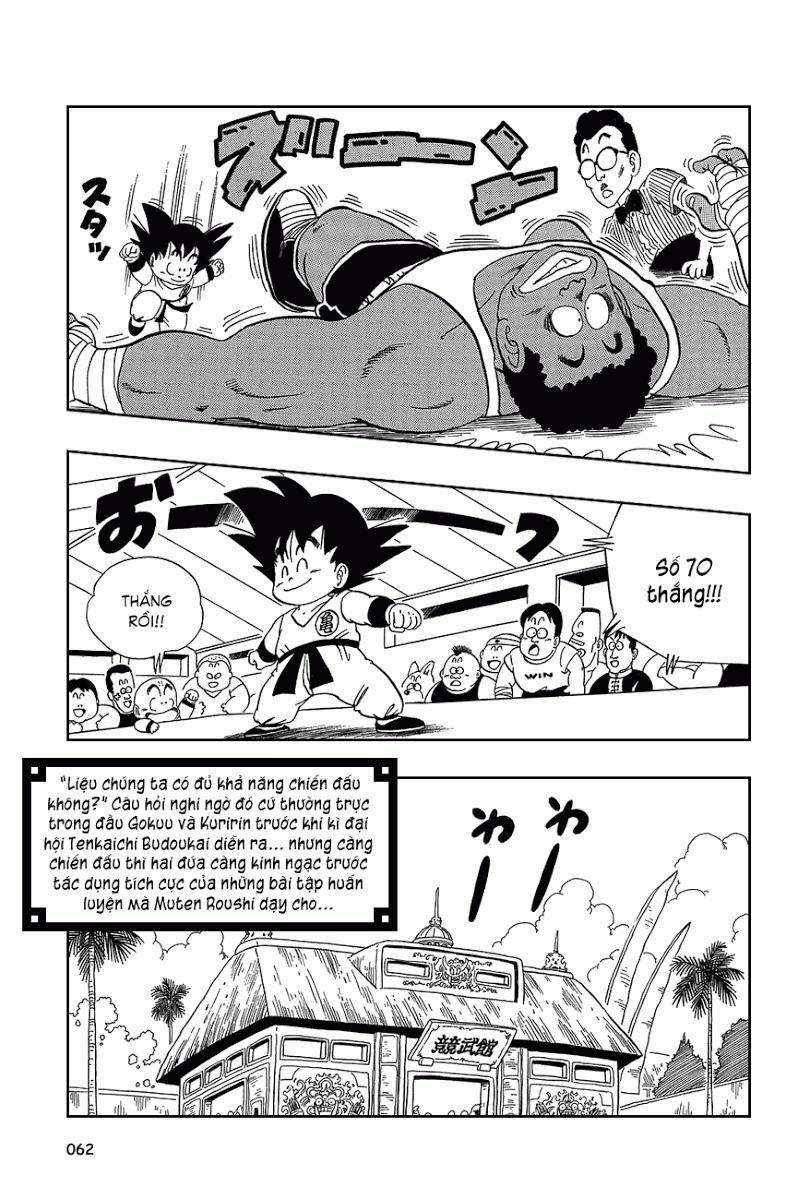 ズーーン
スタッ
おーーっ
Số 70
thắng!!!
THẮNG
RỒI!!
亀
WIN
"Liệu chúng ta có đủ khả năng chiến đấu
không?" Câu hỏi nghi ngờ đó cứ thường trực
trong đầu Gokuu và Kuririn trước khi kì đại
hội Tenkaichi Budoukai diễn ra... nhưng càng
chiến đấu thì hai đứa càng kinh ngạc trước
tác dụng tích cực của những bài tập huấn
luyện mà Muten Roushi dạy cho...
わー
わー
競武館
062